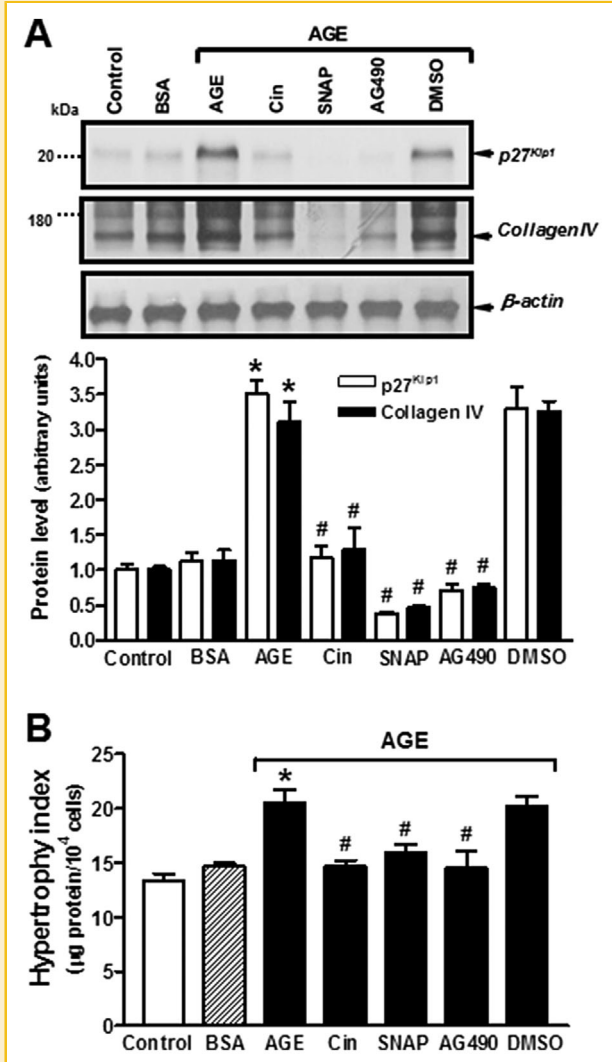 A
AGE
Control BSA AGE Cin SNAP AG490 DMSO
kDa
20 p27ᴷⁱᵖ¹
180 Collagen IV
β-actin
Protein level (arbitrary units)
4.0
3.5
3.0
2.5
2.0
1.5
1.0
0.5
0.0
* *
p27ᴷⁱᵖ¹
Collagen IV
# # # # # #
Control BSA AGE Cin SNAP AG490 DMSO
B
AGE
Hypertrophy index
(µg protein/10⁴ cells)
25
20
15
10
5
0
* # # #
Control BSA AGE Cin SNAP AG490 DMSO